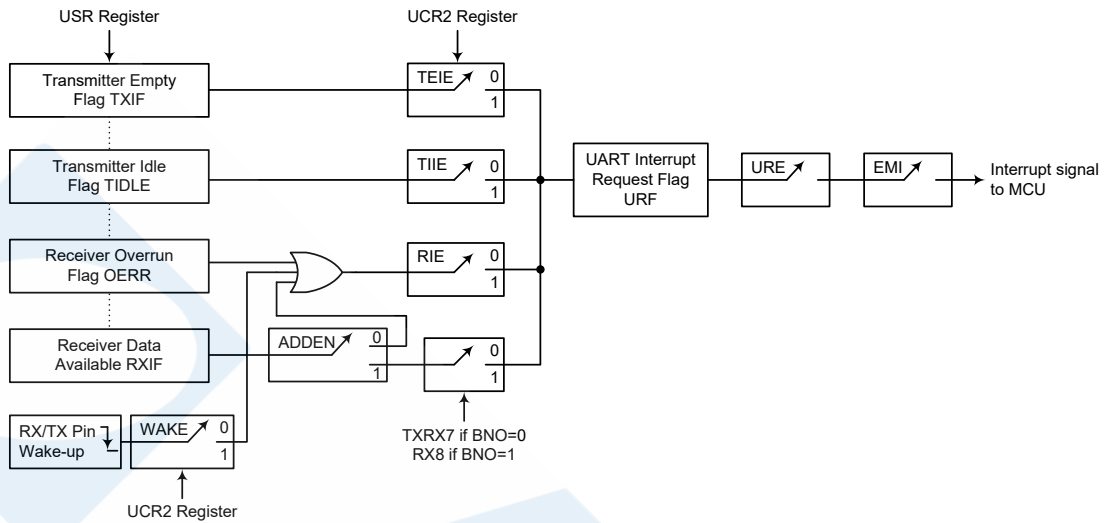 USR Register
UCR2 Register
Transmitter Empty
Flag TXIF
TEIE
0
1
Transmitter Idle
Flag TIDLE
TIIE
0
1
UART Interrupt
Request Flag
URF
URE
EMI
Interrupt signal
to MCU
Receiver Overrun
Flag OERR
RIE
0
1
Receiver Data
Available RXIF
ADDEN
0
1
0
1
RX/TX Pin
Wake-up
WAKE
0
1
TXRX7 if BNO=0
RX8 if BNO=1
UCR2 Register